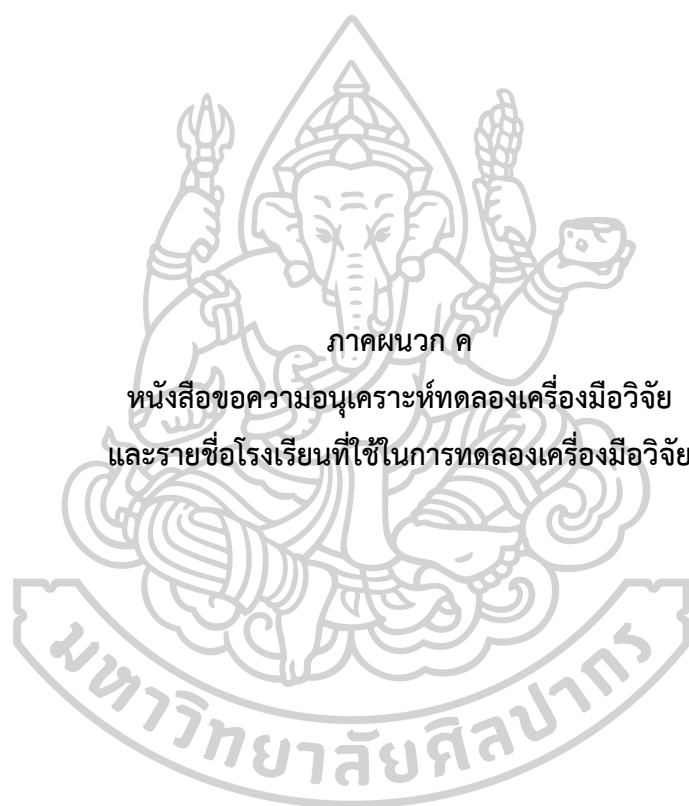 ภาคผนวก ค
หนังสือขอความอนุเคราะห์ทดลองเครื่องมือวิจัย
และรายชื่อโรงเรียนที่ใช้ในการทดลองเครื่องมือวิจัย
มหาวิทยาลัยศิลปากร